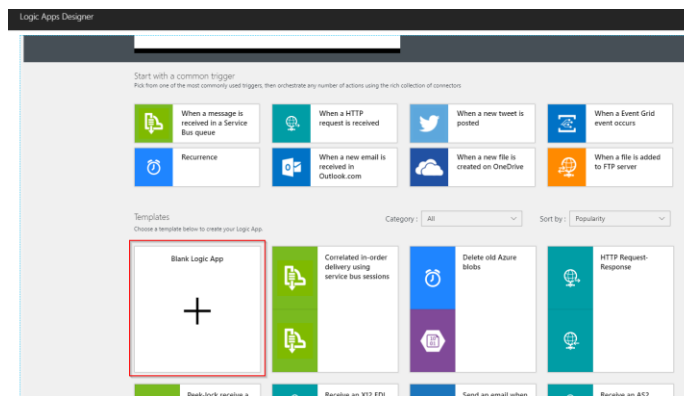 Logic Apps Designer
Start with a common trigger
Pick from one of the most commonly used triggers, then orchestrate any number of actions using the rich collection of connectors
When a message is
received in a Service
Bus queue
When a HTTP
request is received
When a new tweet is
posted
When a Event Grid
event occurs
Recurrence
When a new email is
received in
Outlook.com
When a new file is
created on OneDrive
When a file is added
to FTP server
Templates
Category : All
Sort by : Popularity
Choose a template below to create your Logic App.
Blank Logic App
Correlated in-order
delivery using
service bus sessions
Delete old Azure
blobs
HTTP Request-
Response
Peek-lock receive a
Receive an X12 EDI
Send an email when
Receive an AS2